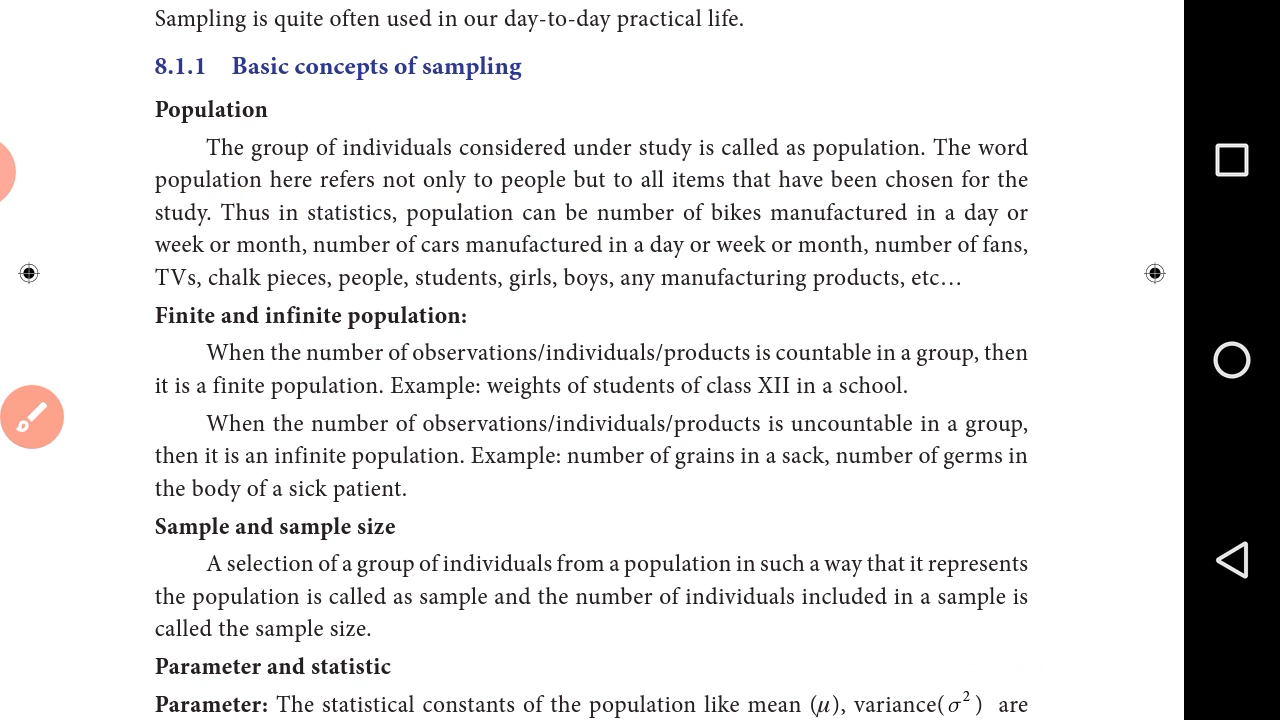 Sampling is quite often used in our day-to-day practical life.
8.1.1 Basic concepts of sampling
Population
The group of individuals considered under study is called as population. The word
population here refers not only to people but to all items that have been chosen for the
study. Thus in statistics, population can be number of bikes manufactured in a day or
week or month, number of cars manufactured in a day or week or month, number of fans,
TVs, chalk pieces, people, students, girls, boys, any manufacturing products, etc…
Finite and infinite population:
When the number of observations/individuals/products is countable in a group, then
it is a finite population. Example: weights of students of class XII in a school.
When the number of observations/individuals/products is uncountable in a group,
then it is an infinite population. Example: number of grains in a sack, number of germs in
the body of a sick patient.
Sample and sample size
A selection of a group of individuals from a population in such a way that it represents
the population is called as sample and the number of individuals included in a sample is
called the sample size.
Parameter and statistic
Parameter: The statistical constants of the population like mean (μ), variance(σ²) are